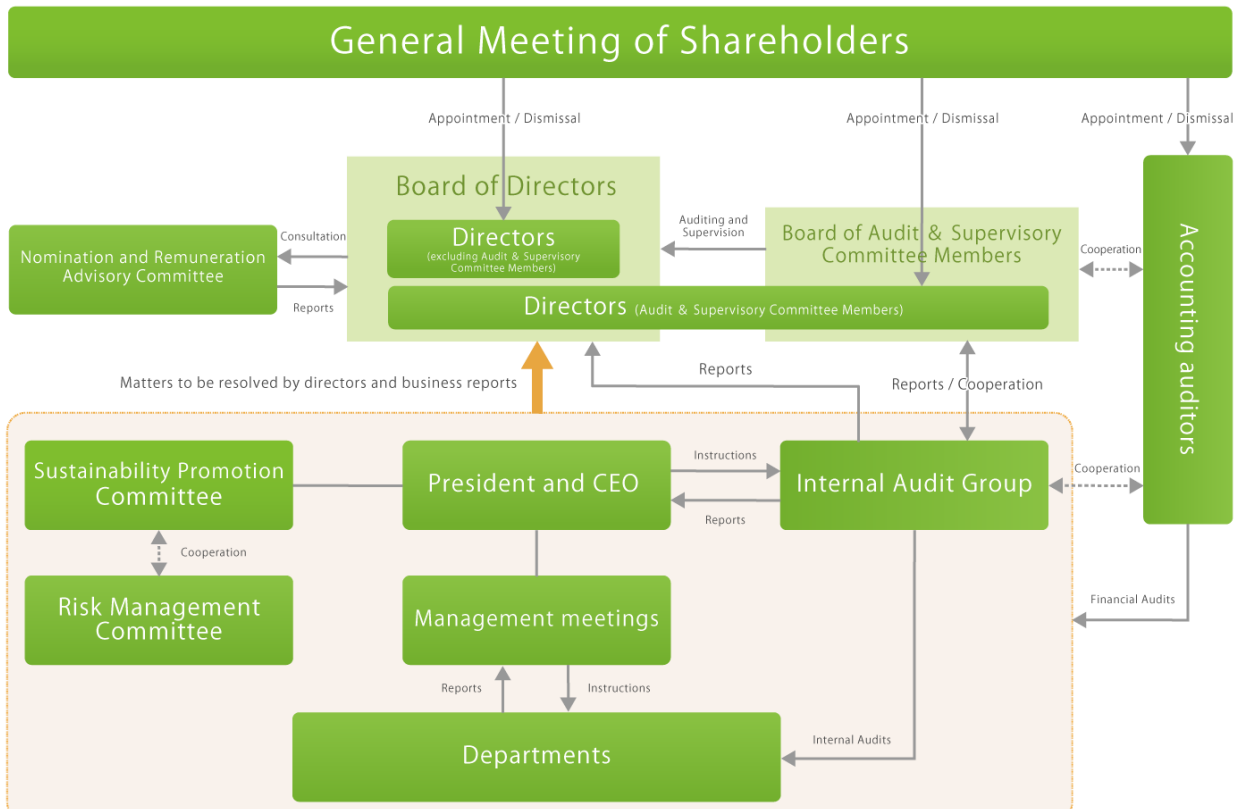 General Meeting of Shareholders
Appointment / Dismissal
Appointment / Dismissal
Appointment / Dismissal
Board of Directors
Directors
(excluding Audit & Supervisory
Committee Members)
Auditing and
Supervision
Board of Audit & Supervisory
Committee Members
Cooperation
Accounting auditors
Consultation
Nomination and Remuneration
Advisory Committee
Reports
Directors (Audit & Supervisory Committee Members)
Matters to be resolved by directors and business reports
Reports
Reports / Cooperation
Sustainability Promotion
Committee
President and CEO
Instructions
Reports
Internal Audit Group
Cooperation
Cooperation
Risk Management
Committee
Management meetings
Financial Audits
Reports
Instructions
Departments
Internal Audits